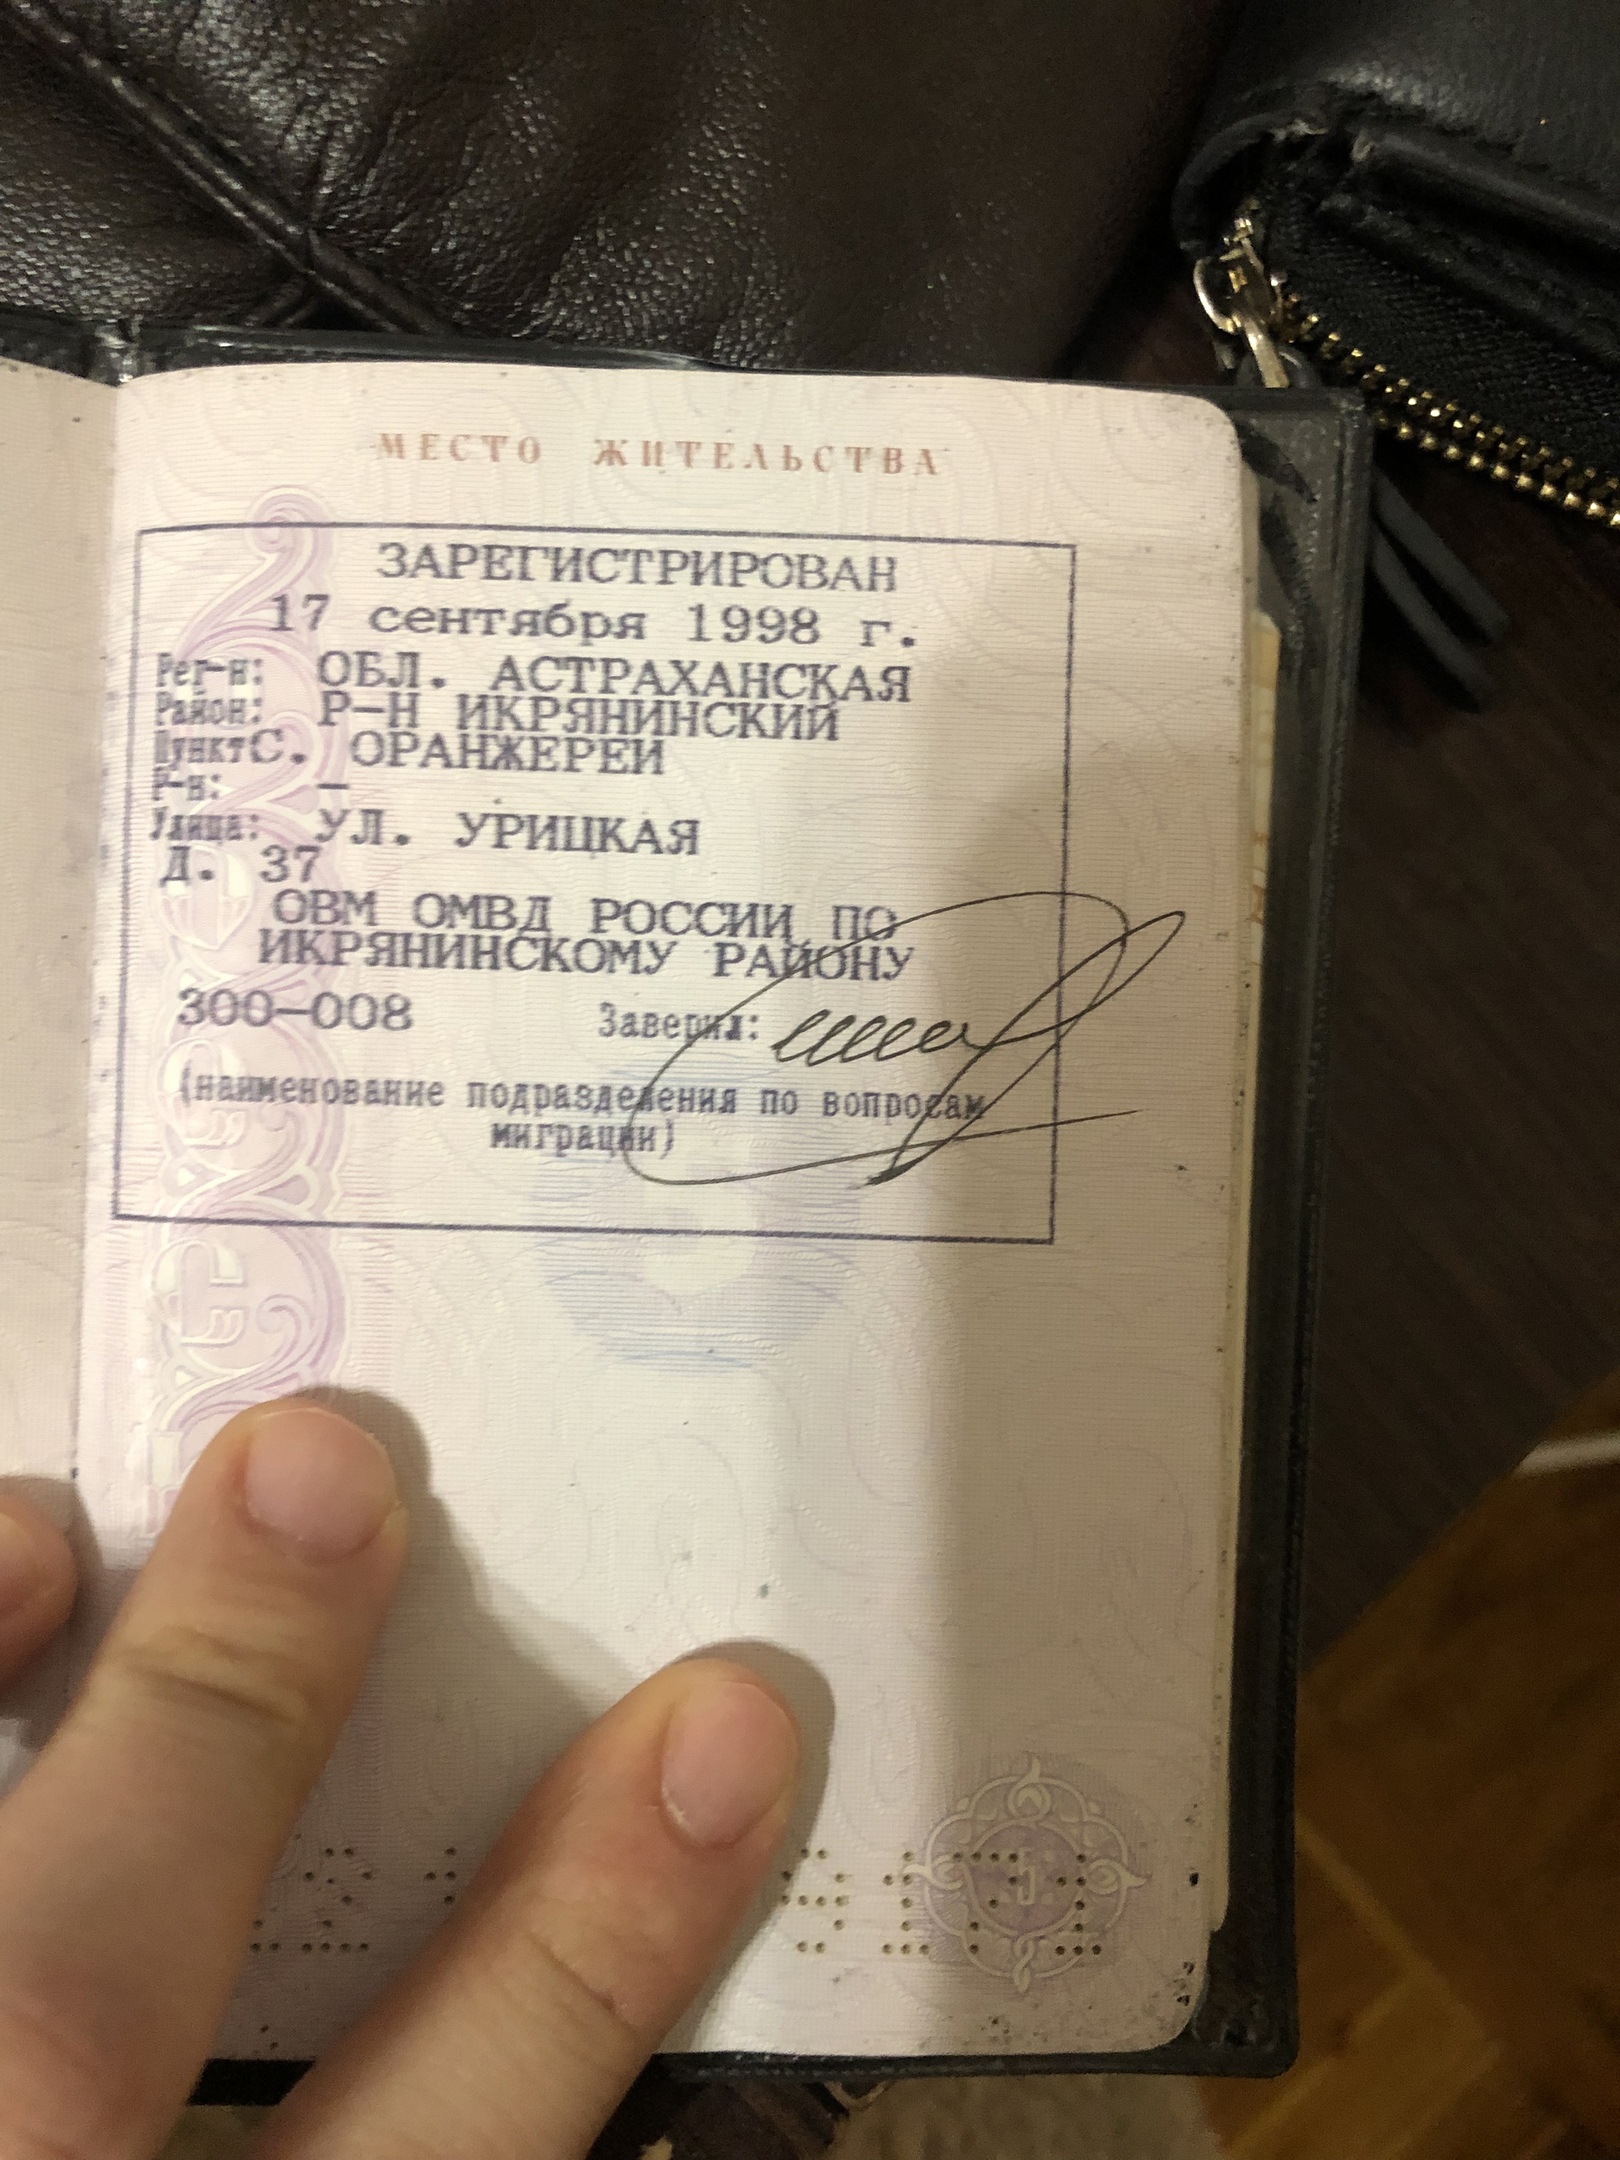 МЕСТО ЖИТЕЛЬСТВА
ЗАРЕГИСТРИРОВАН
17 сентября 1998 г.
Рег-н: ОБЛ. АСТРАХАНСКАЯ
Район: Р-Н ИКРЯНИНСКИЙ
Пункт С. ОРАНЖЕРЕИ
Р-н: -
Улица: УЛ. УРИЦКАЯ
Д. 37
ОВМ ОМВД РОССИИ ПО
ИКРЯНИНСКОМУ РАЙОНУ
300-008 Заверил:
(наименование подразделения по вопросам
миграции)